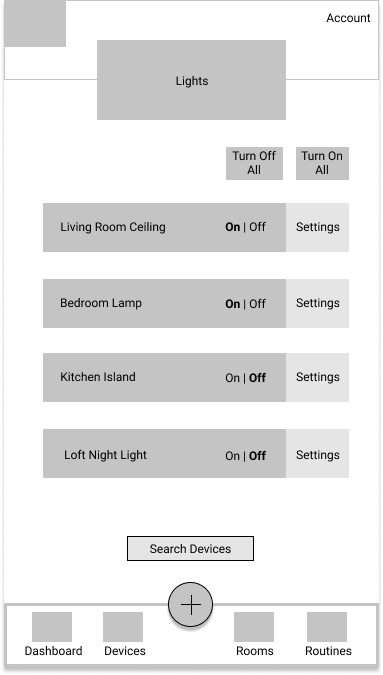 Account
Lights
Turn Off
All
Turn On
All
Living Room Ceiling On | Off Settings
Bedroom Lamp On | Off Settings
Kitchen Island On | Off Settings
Loft Night Light On | Off Settings
Search Devices
Dashboard Devices Rooms Routines